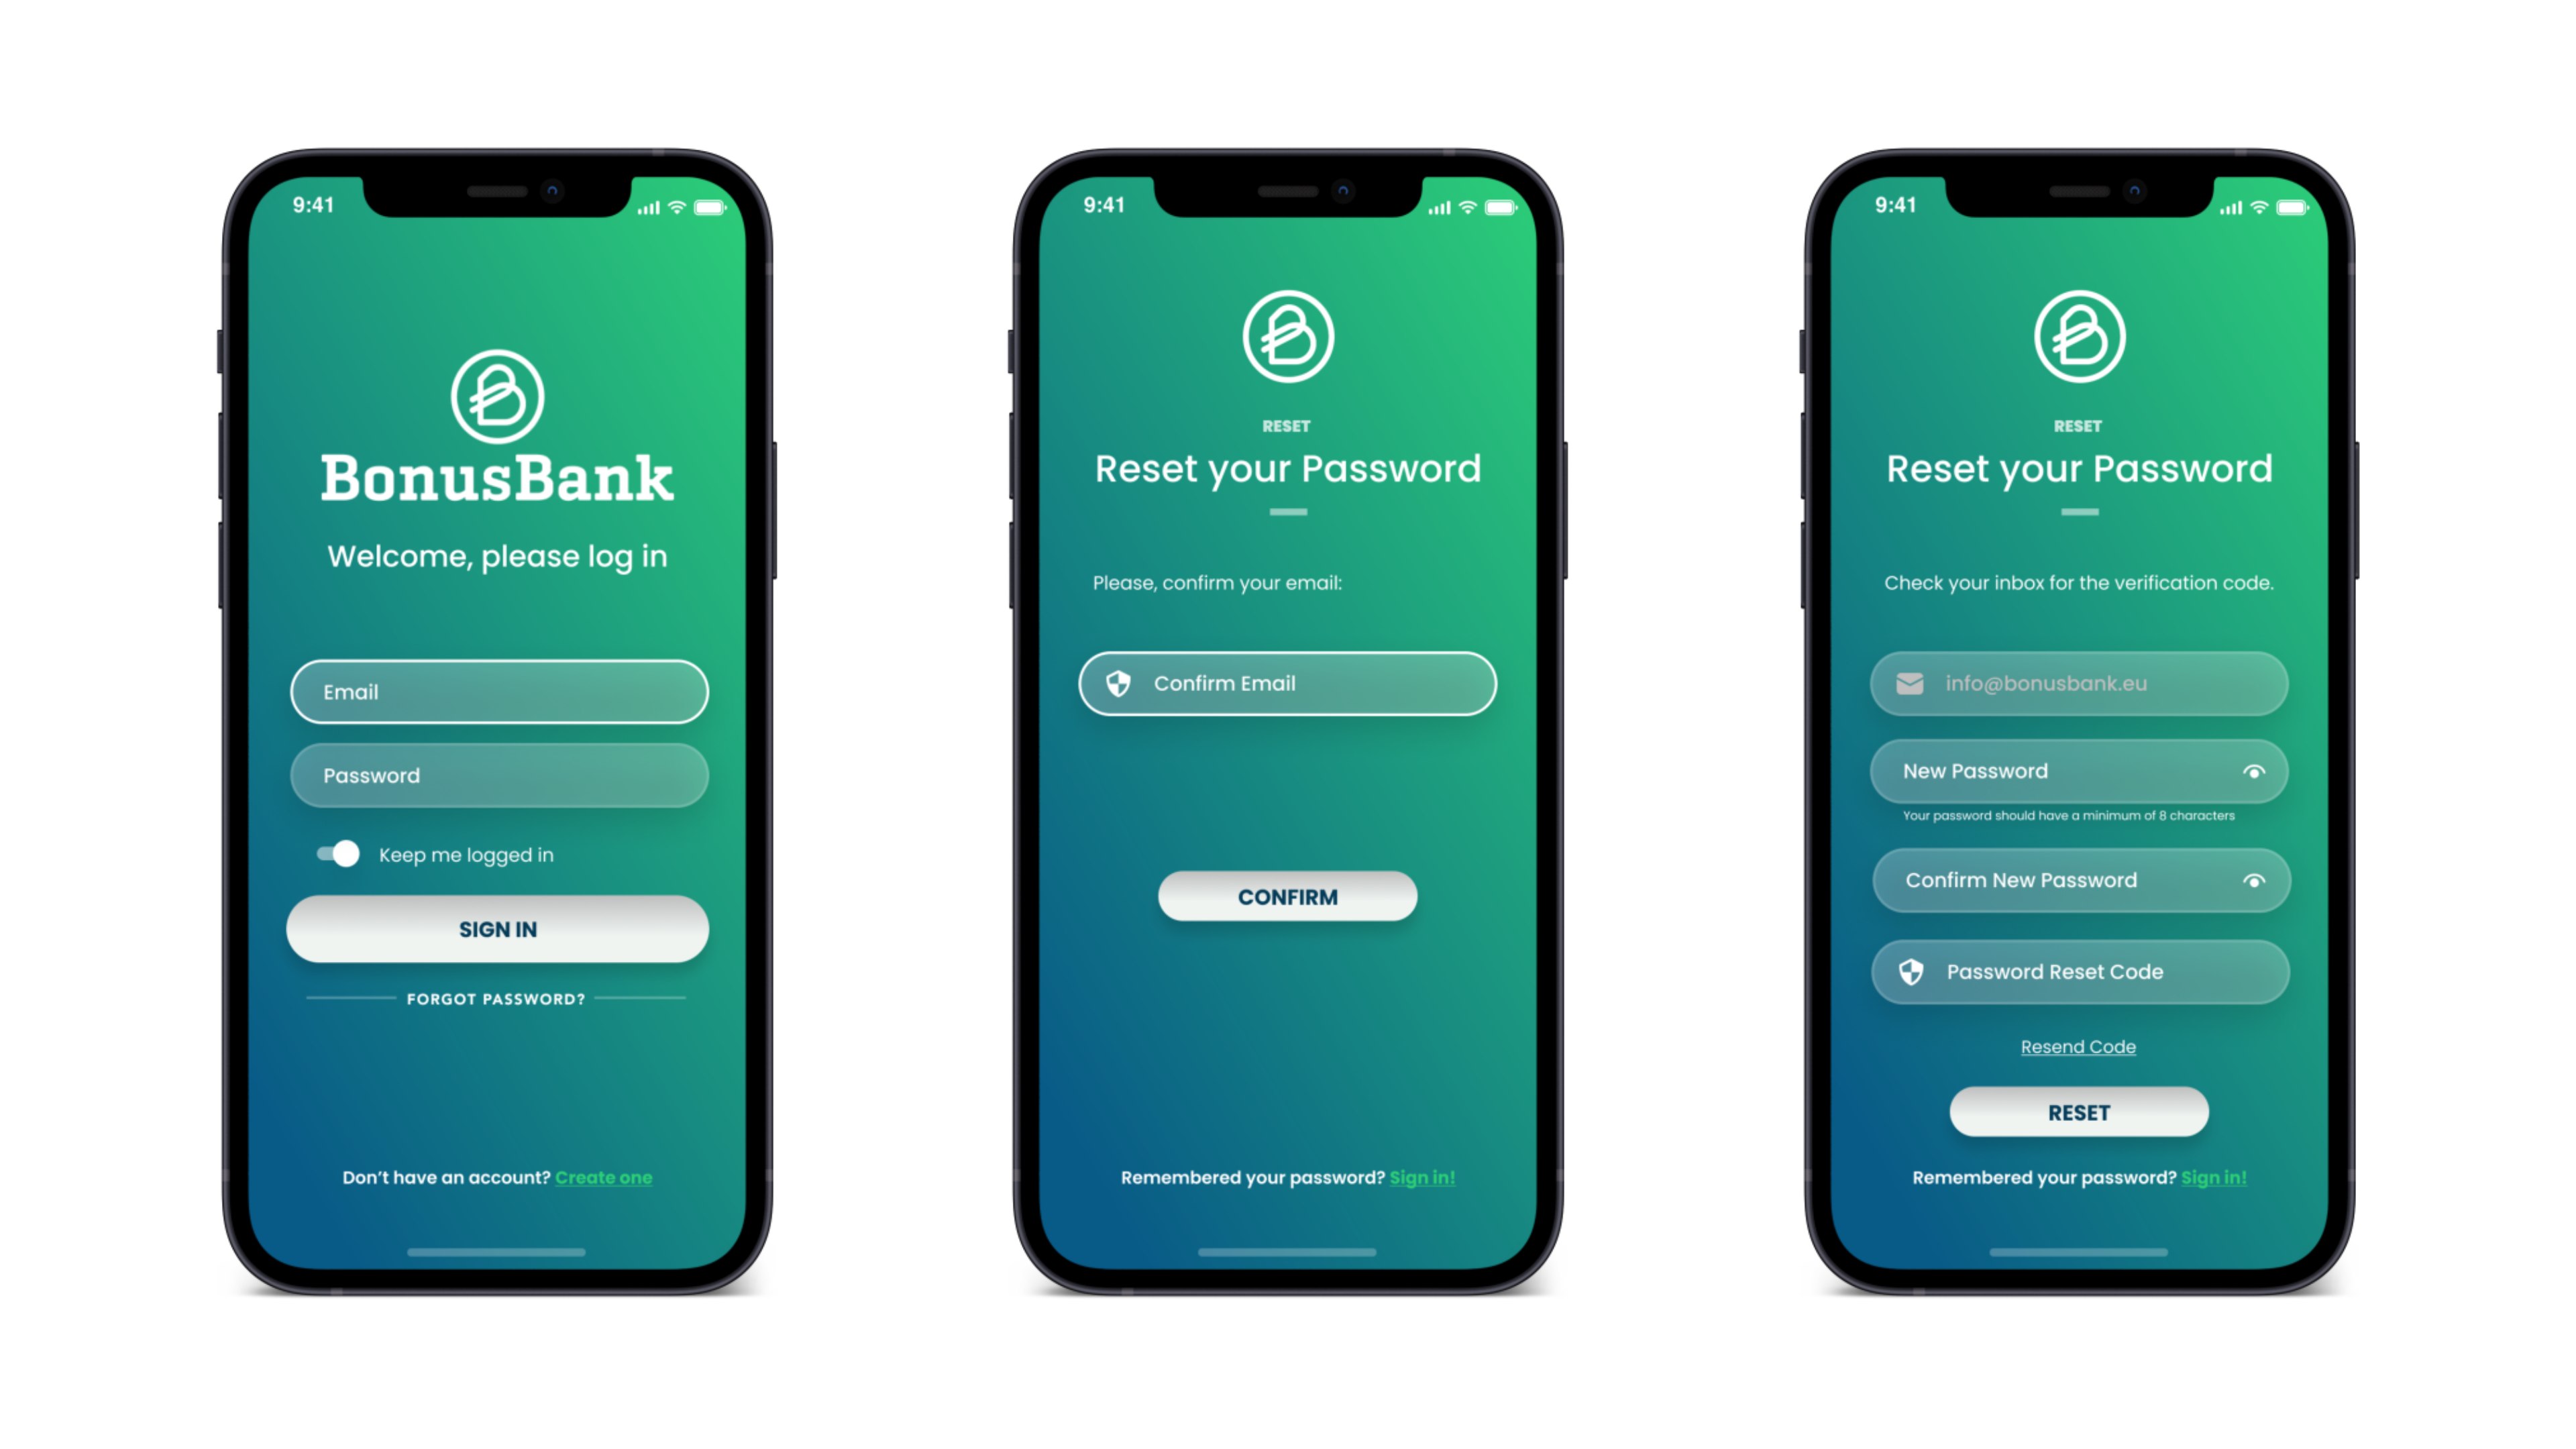 9:41
BonusBank
Welcome, please log in
Email
Password
Keep me logged in
SIGN IN
FORGOT PASSWORD?
Don’t have an account? Create one
9:41
RESET
Reset your Password
Please, confirm your email:
Confirm Email
CONFIRM
Remembered your password? Sign in!
9:41
RESET
Reset your Password
Check your inbox for the verification code.
info@bonusbank.eu
New Password
Your password should have a minimum of 8 characters
Confirm New Password
Password Reset Code
Resend Code
RESET
Remembered your password? Sign in!